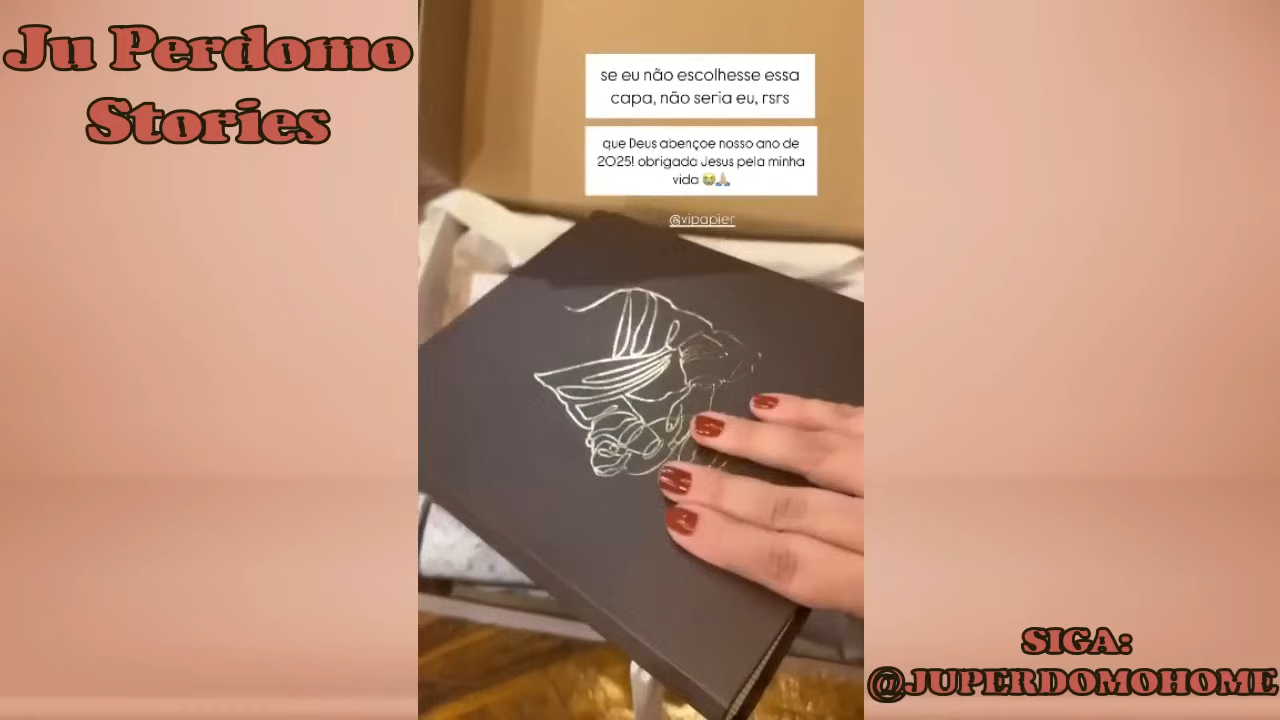 Ju Perdomo
Stories
se eu não escolhesse essa
capa, não seria eu, rsrs
que Deus abençoe nosso ano de
2025! obrigada Jesus pela minha
vida 😭🙏🏼
@vipapier
SIGA:
@JUPERDOMOHOME